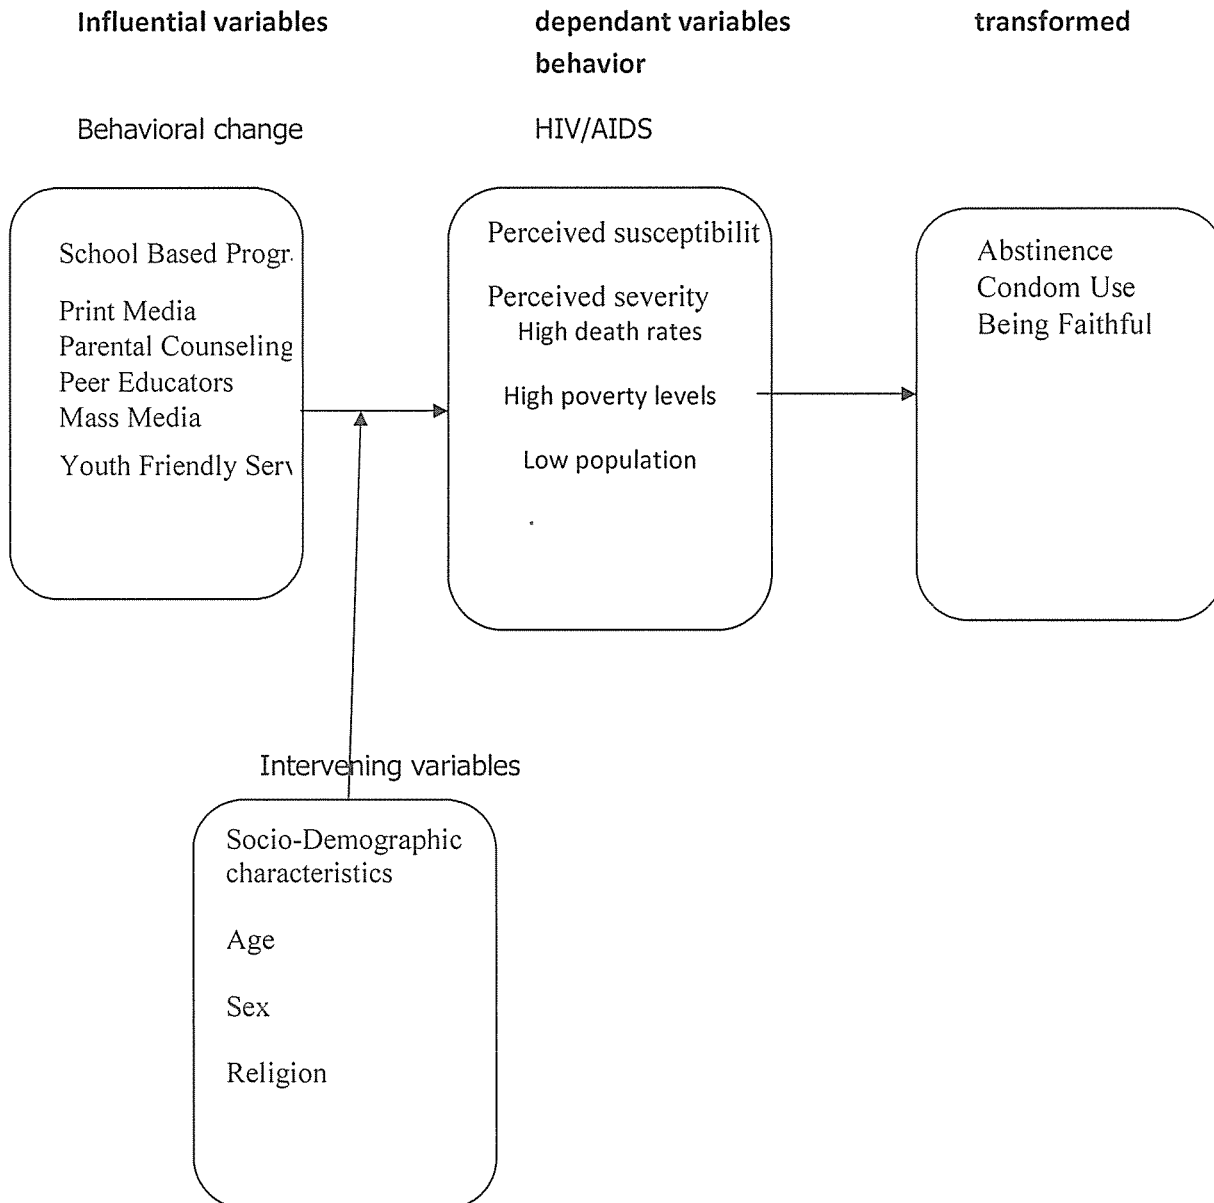 Influential variables
dependant variables
transformed
behavior
Behavioral change
HIV/AIDS
School Based Progr
Print Media
Parental Counseling
Peer Educators
Mass Media
Youth Friendly Serv
Perceived susceptibilit
Perceived severity
High death rates
High poverty levels
Low population
Abstinence
Condom Use
Being Faithful
Intervening variables
Socio-Demographic
characteristics
Age
Sex
Religion